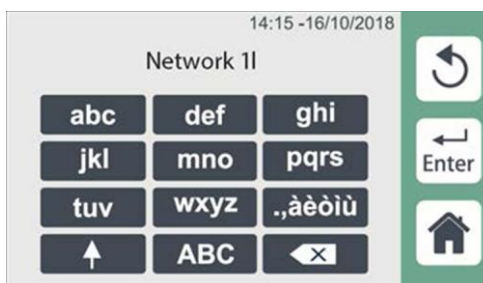 14:15 -16/10/2018
Network 1l
abc def ghi
jkl mno pqrs
Enter
tuv wxyz .,àèòìù
ABC